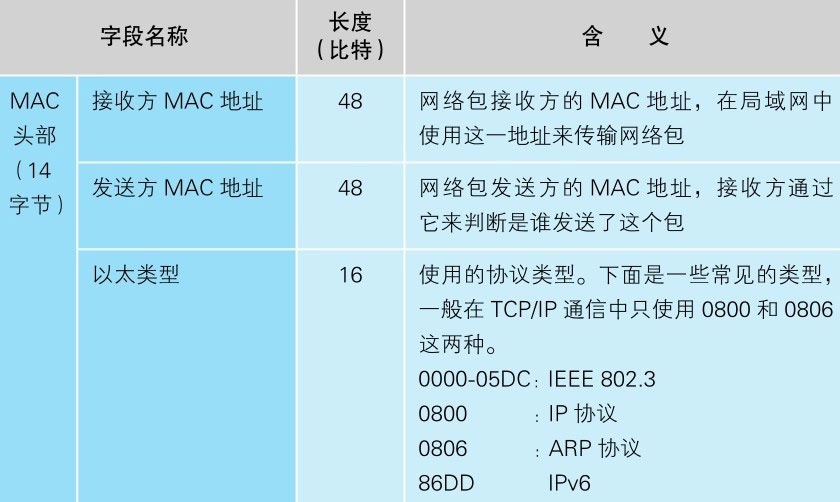 字段名称
长度
（比特）
含 义
MAC
头部
（14
字节）
接收方 MAC 地址
48
网络包接收方的 MAC 地址，在局域网中
使用这一地址来传输网络包
发送方 MAC 地址
48
网络包发送方的 MAC 地址，接收方通过
它来判断是谁发送了这个包
以太类型
16
使用的协议类型。下面是一些常见的类型，
一般在 TCP/IP 通信中只使用 0800 和 0806
这两种。
0000-05DC：IEEE 802.3
0800 ：IP 协议
0806 ：ARP 协议
86DD IPv6